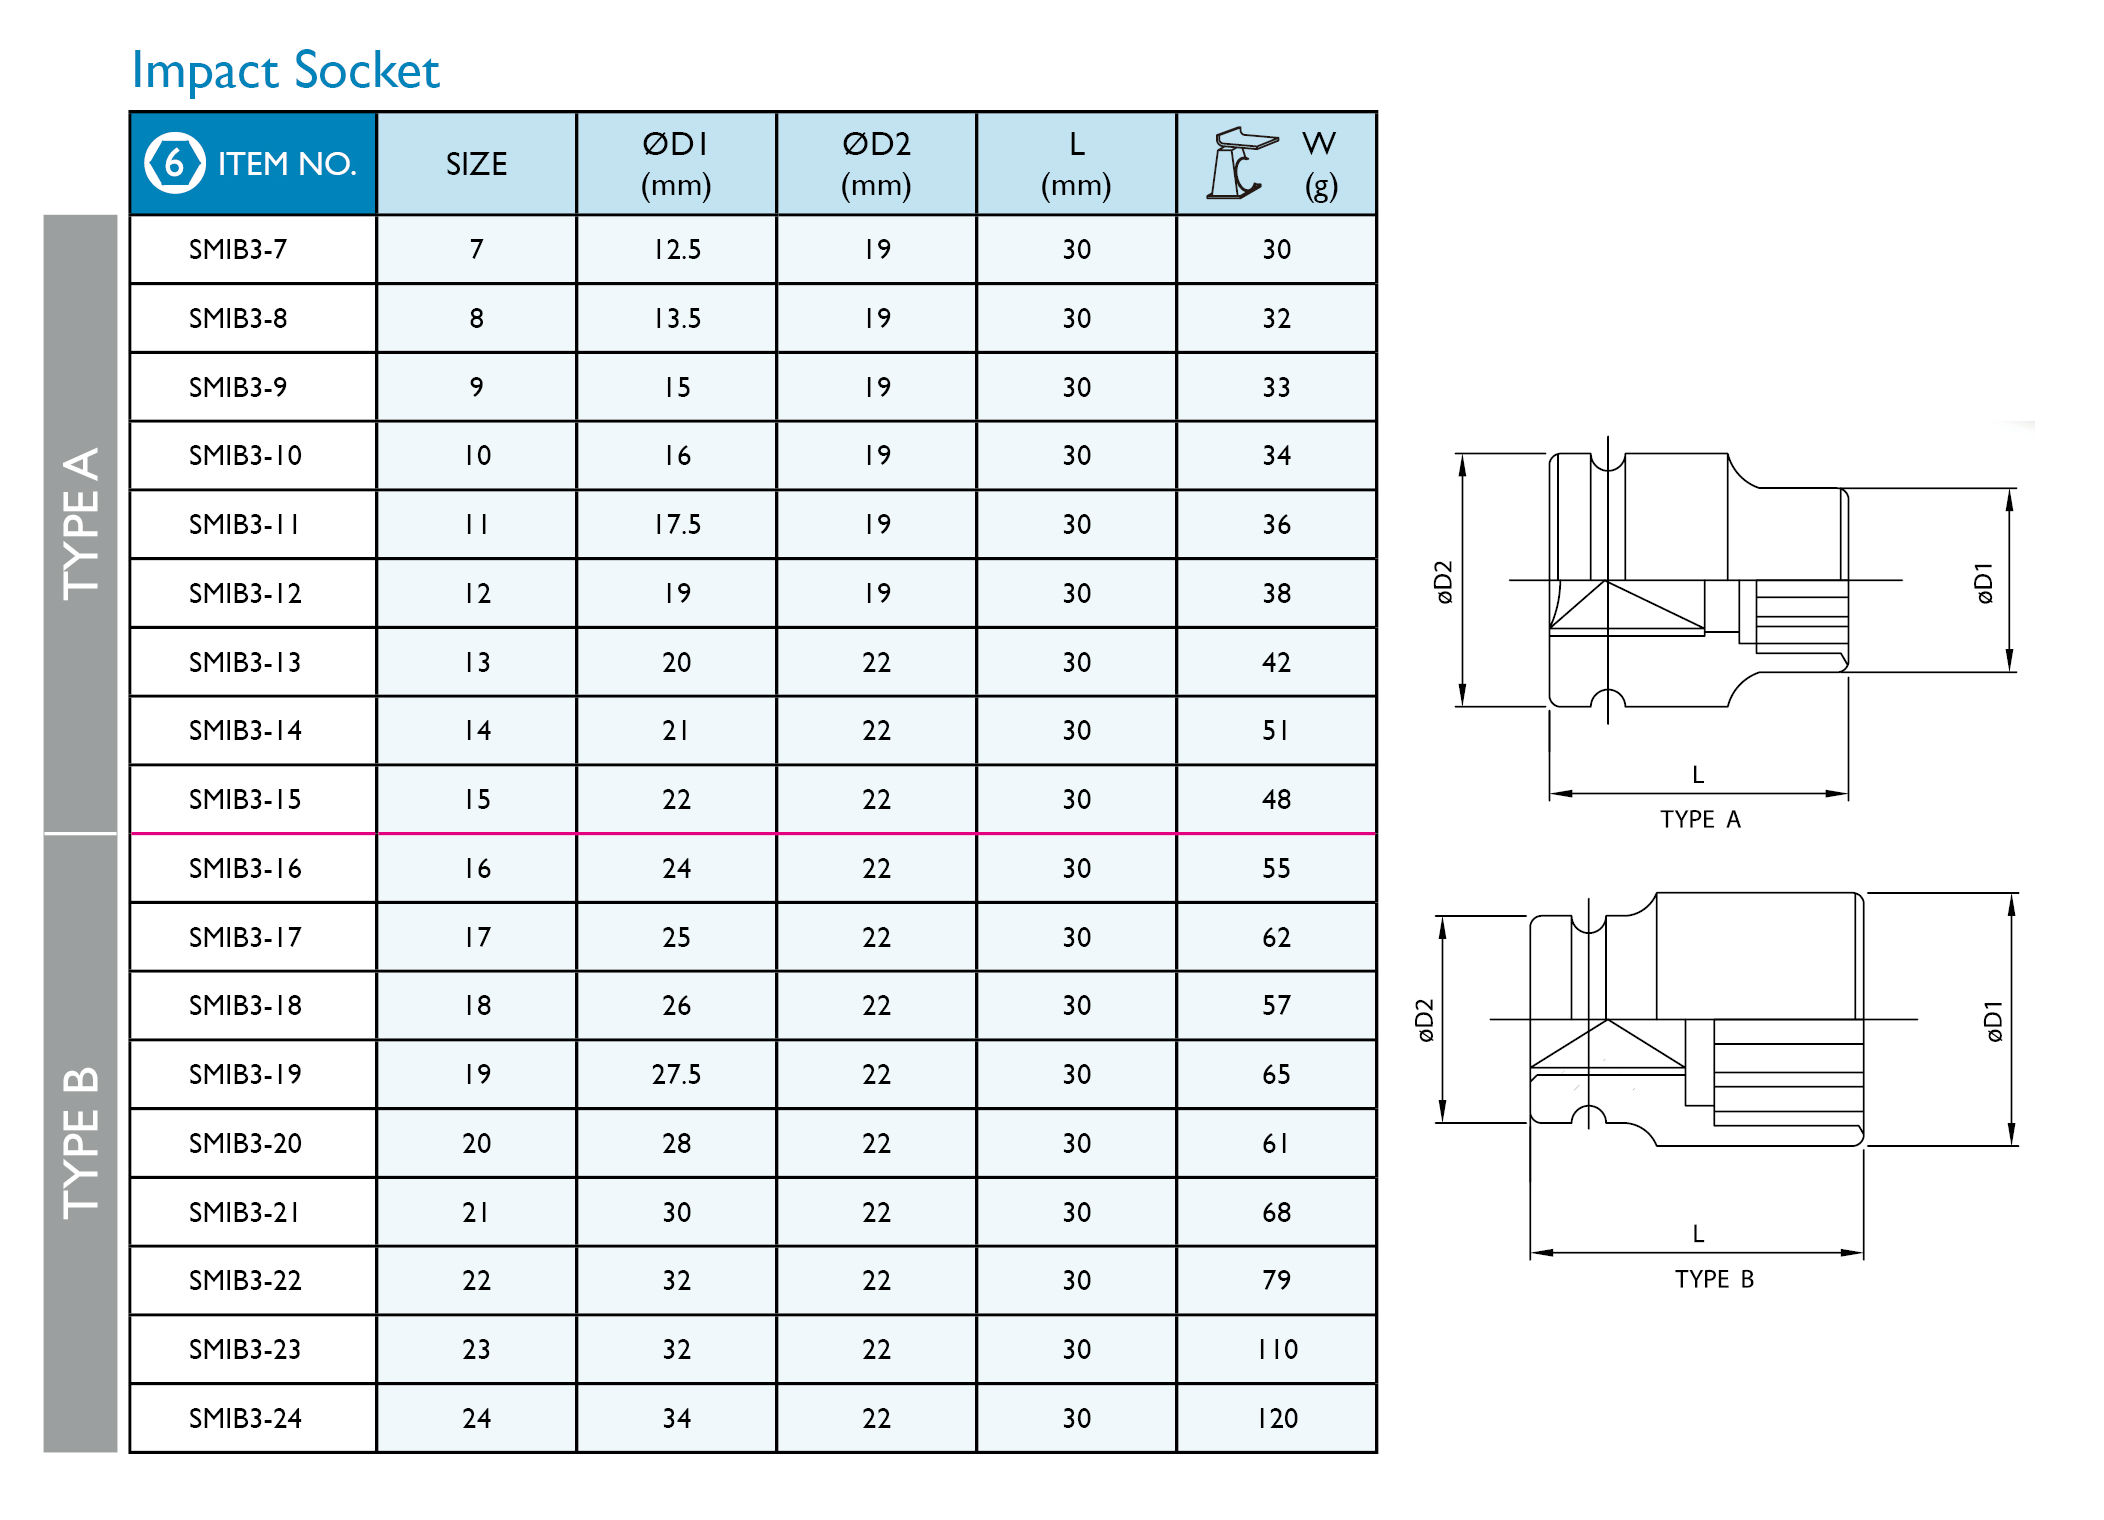 Impact Socket
6 ITEM NO. SIZE ØD1 (mm) ØD2 (mm) L (mm) W (g)
TYPE A
SMIB3-7 7 12.5 19 30 30
SMIB3-8 8 13.5 19 30 32
SMIB3-9 9 15 19 30 33
SMIB3-10 10 16 19 30 34
SMIB3-11 11 17.5 19 30 36
SMIB3-12 12 19 19 30 38
SMIB3-13 13 20 22 30 42
SMIB3-14 14 21 22 30 51
SMIB3-15 15 22 22 30 48
TYPE B
SMIB3-16 16 24 22 30 55
SMIB3-17 17 25 22 30 62
SMIB3-18 18 26 22 30 57
SMIB3-19 19 27.5 22 30 65
SMIB3-20 20 28 22 30 61
SMIB3-21 21 30 22 30 68
SMIB3-22 22 32 22 30 79
SMIB3-23 23 32 22 30 110
SMIB3-24 24 34 22 30 120
øD2
øD1
L
TYPE A
øD2
øD1
L
TYPE B